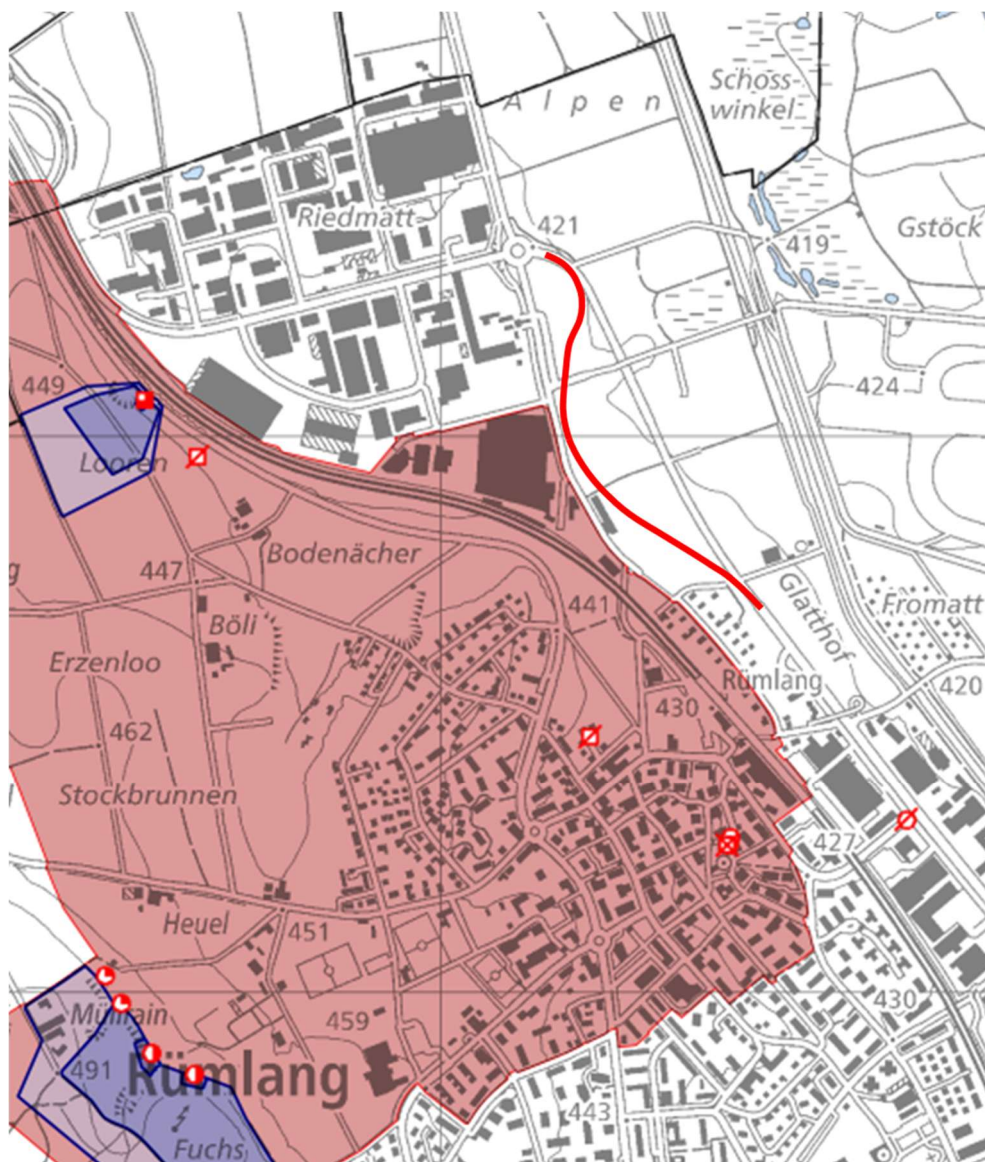 Schoss-
winkel
Alpen
Riedmatt
421
419
Gstöck
449
424
Looren
Bodenächer
447
441
Glatthof
Fromatt
Böli
Erzenloo
Rümlang
420
430
462
Stockbrunnen
427
Heuel
451
459
430
Mülirain
491
Rümlang
443
Fuchs